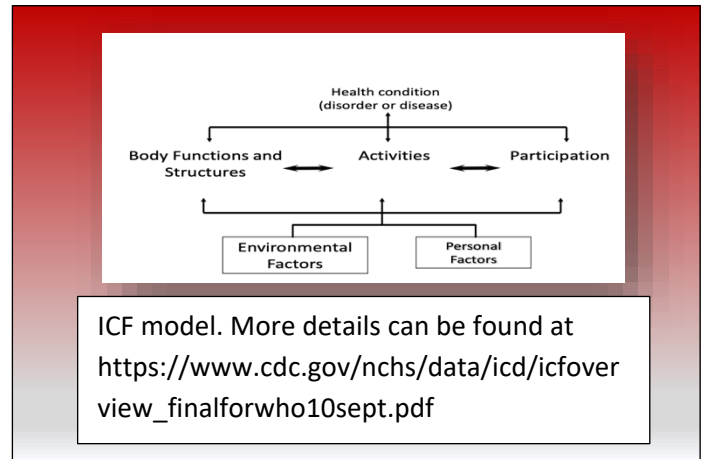 Health condition
(disorder or disease)
Body Functions and
Structures
Activities
Participation
Environmental
Factors
Personal
Factors
ICF model. More details can be found at
https://www.cdc.gov/nchs/data/icd/icfover
view_finalforwho10sept.pdf